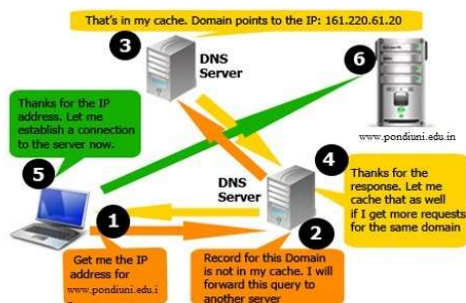 That's in my cache. Domain points to the IP: 161.220.61.20
3
DNS
Server
6
www.pondiuni.edu.in
Thanks for the IP
address. Let me
establish a connection
to the server now.
5
DNS
Server
4
Thanks for the
response. Let me
cache that as well
if I get more requests
for the same domain
1
Get me the IP
address for
www.pondiuni.edu.i
2
Record for this Domain
is not in my cache. I will
forward this query to
another server